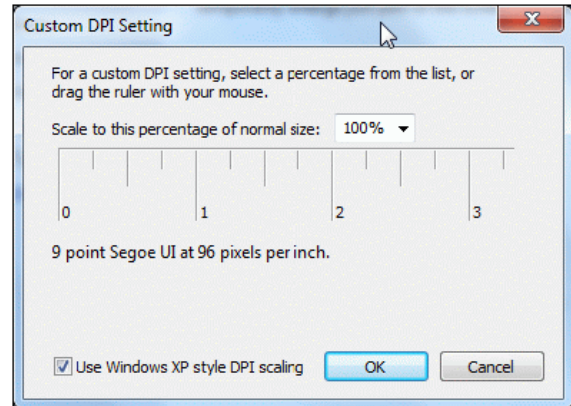 Custom DPI Setting
For a custom DPI setting, select a percentage from the list, or
drag the ruler with your mouse.
Scale to this percentage of normal size: 100%
0 1 2 3
9 point Segoe UI at 96 pixels per inch.
Use Windows XP style DPI scaling OK Cancel